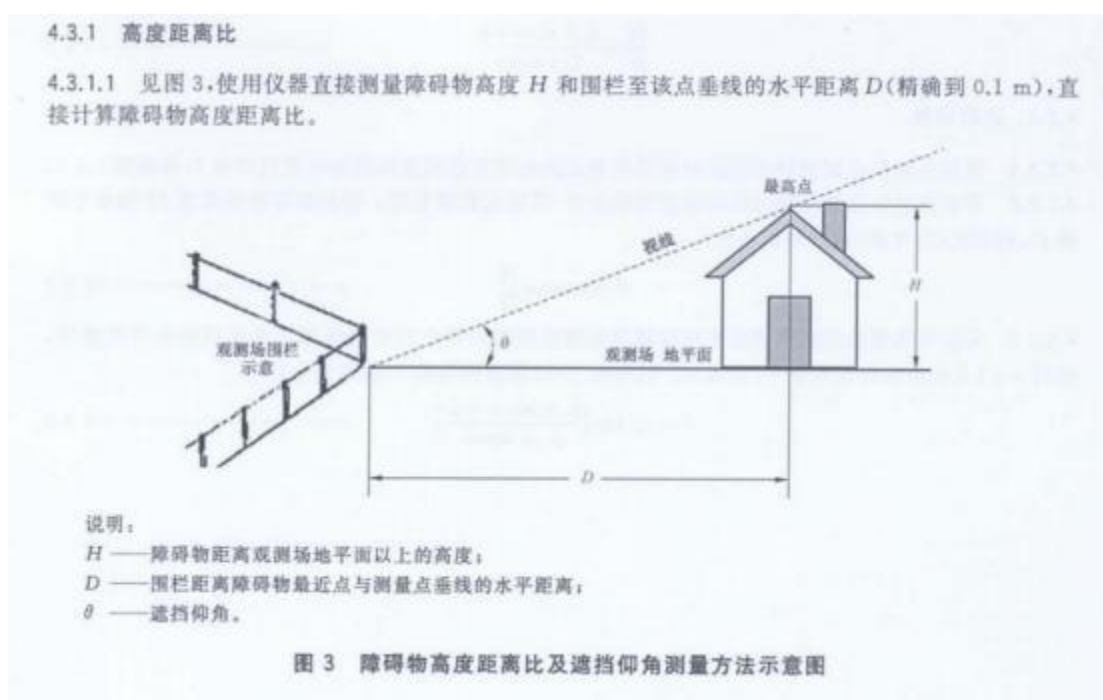 4.3.1 高度距离比
4.3.1.1 见图 3,使用仪器直接测量障碍物高度 H 和围栏至该点垂线的水平距离 D(精确到 0.1 m),直
接计算障碍物高度距离比。
最高点
视线
H
观测场围栏
示意
θ
观测场 地平面
D
说明:
H ——障碍物距离观测场地平面以上的高度;
D ——围栏距离障碍物最近点与测量点垂线的水平距离;
θ ——遮挡仰角。
图 3 障碍物高度距离比及遮挡仰角测量方法示意图